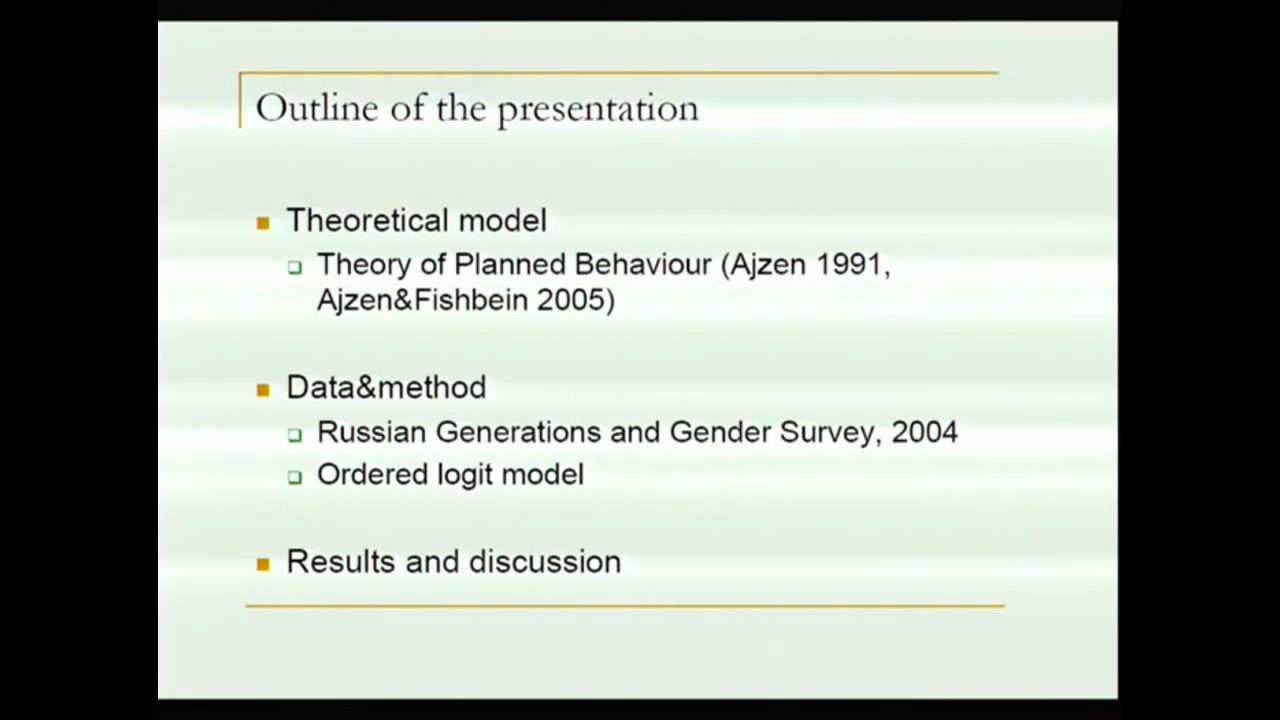 Outline of the presentation
Theoretical model
Theory of Planned Behaviour (Ajzen 1991,
Ajzen&Fishbein 2005)
Data&method
Russian Generations and Gender Survey, 2004
Ordered logit model
Results and discussion